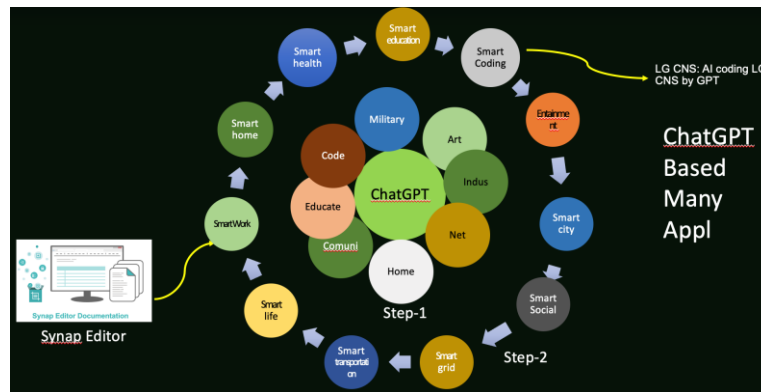 Smart
education
Smart
health
Smart
Coding
LG CNS: AI coding LG
CNS by GPT
Smart
home
Military
Entainme
nt
Code
Art
ChatGPT
Based
Many
Appl
ChatGPT
Indus
Educate
SmartWork
Net
Smart
city
Comuni
Home
Synap Editor Documentation
Synap Editor
Step-1
Smart
life
Smart
Social
Smart
transportati
on
Smart
grid
Step-2